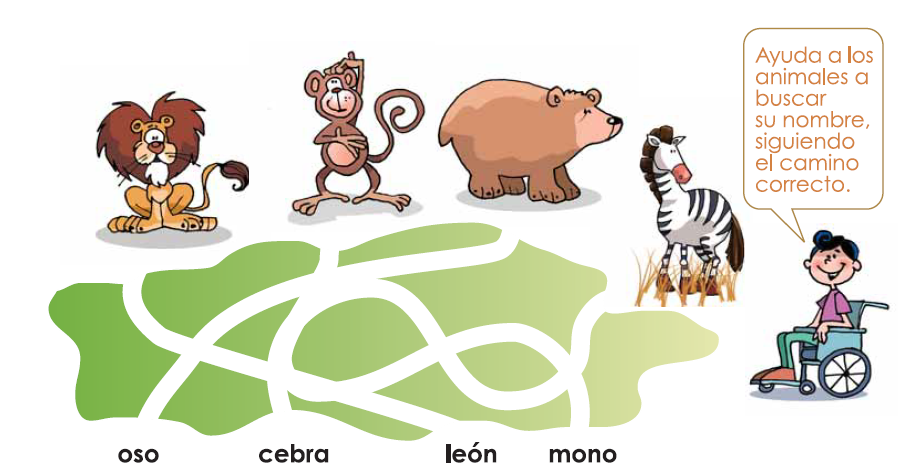 Ayuda a los
animales a
buscar
su nombre,
siguiendo
el camino
correcto.
oso cebra león mono